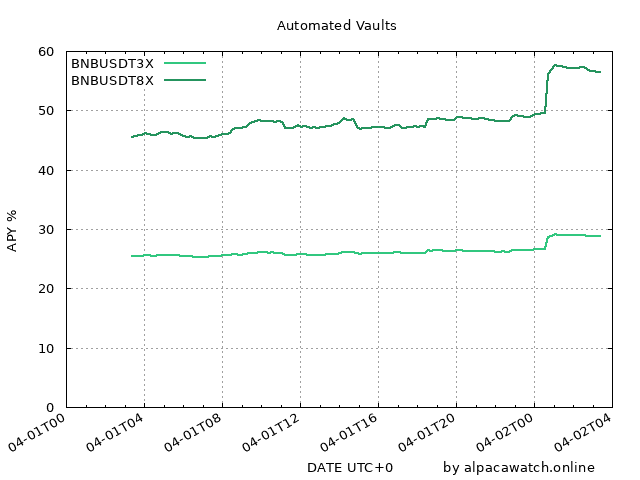 Automated Vaults
BNBUSDT3X
BNBUSDT8X
60
50
40
30
20
10
0
APY %
04-01T00
04-01T04
04-01T08
04-01T12
04-01T16
04-01T20
04-02T00
04-02T04
DATE UTC+0
by alpacawatch.online